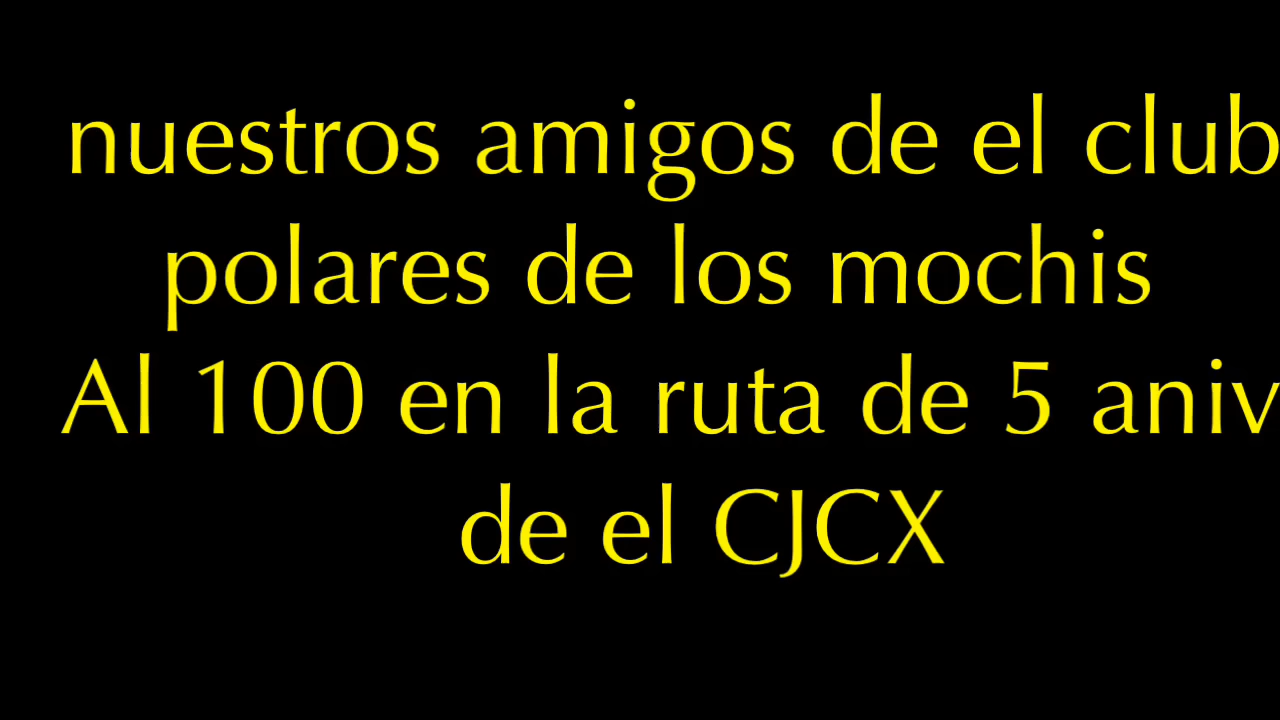 nuestros amigos de el club
polares de los mochis
Al 100 en la ruta de 5 aniv
de el CJCX